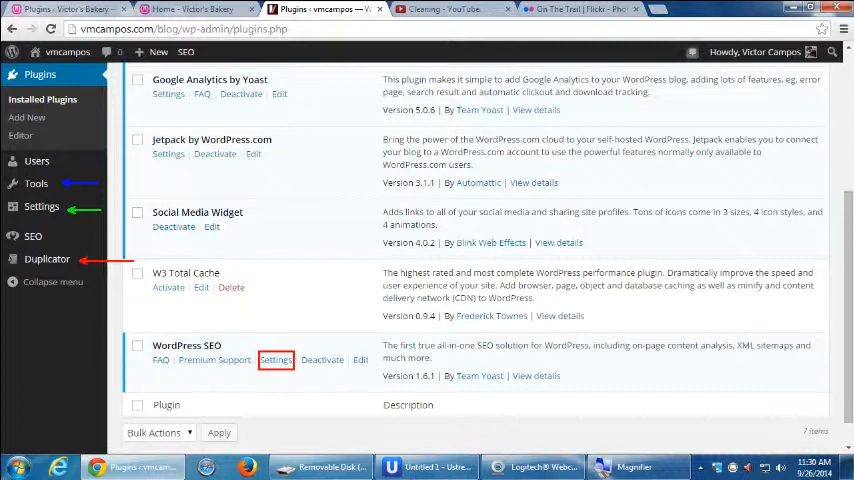 Plugins ‹ Victor's Bakery
Home - Victor's Bakery
Plugins ‹ vmcampos — W
Cleaning - YouTube
On The Trail | Flickr - Pho
vmcampos.com/blog/wp-admin/plugins.php
vmcampos 0 + New SEO Howdy, Victor Campos
Plugins
Installed Plugins
Add New
Editor
Users
Tools
Settings
SEO
Duplicator
Collapse menu
Google Analytics by Yoast
Settings | FAQ | Deactivate | Edit
This plugin makes it simple to add Google Analytics to your WordPress blog, adding lots of features, eg. error
page, search result and automatic clickout and download tracking.
Version 5.0.6 | By Team Yoast | View details
Jetpack by WordPress.com
Settings | Deactivate | Edit
Bring the power of the WordPress.com cloud to your self-hosted WordPress. Jetpack enables you to connect
your blog to a WordPress.com account to use the powerful features normally only available to
WordPress.com users.
Version 3.1.1 | By Automattic | View details
Social Media Widget
Deactivate | Edit
Adds links to all of your social media and sharing site profiles. Tons of icons come in 3 sizes, 4 icon styles, and
4 animations.
Version 4.0.2 | By Blink Web Effects | View details
W3 Total Cache
Activate | Edit | Delete
The highest rated and most complete WordPress performance plugin. Dramatically improve the speed and
user experience of your site. Add browser, page, object and database caching as well as minify and content
delivery network (CDN) to WordPress.
Version 0.9.4 | By Frederick Townes | View details
WordPress SEO
FAQ | Premium Support | Settings | Deactivate | Edit
The first true all-in-one SEO solution for WordPress, including on-page content analysis, XML sitemaps and
much more.
Version 1.6.1 | By Team Yoast | View details
Plugin Description
Bulk Actions Apply 7 items
Plugins ‹ vmcampos...
Removable Disk (...
Untitled 1 - Ustre...
Logitech® Webc...
Magnifier
11:30 AM
9/26/2014